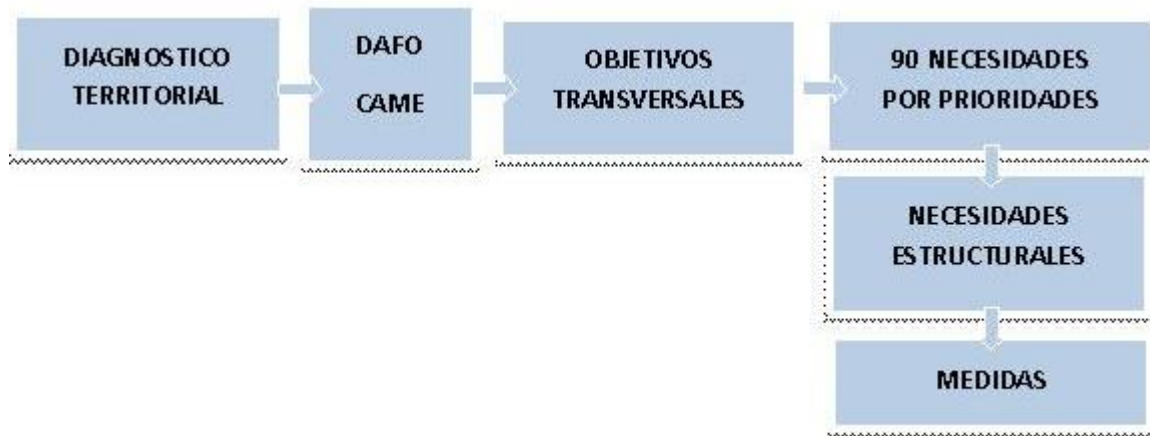 DIAGNOSTICO
TERRITORIAL
DAFO
CAME
OBJETIVOS
TRANSVERSALES
90 NECESIDADES
POR PRIORIDADES
NECESIDADES
ESTRUCTURALES
MEDIDAS